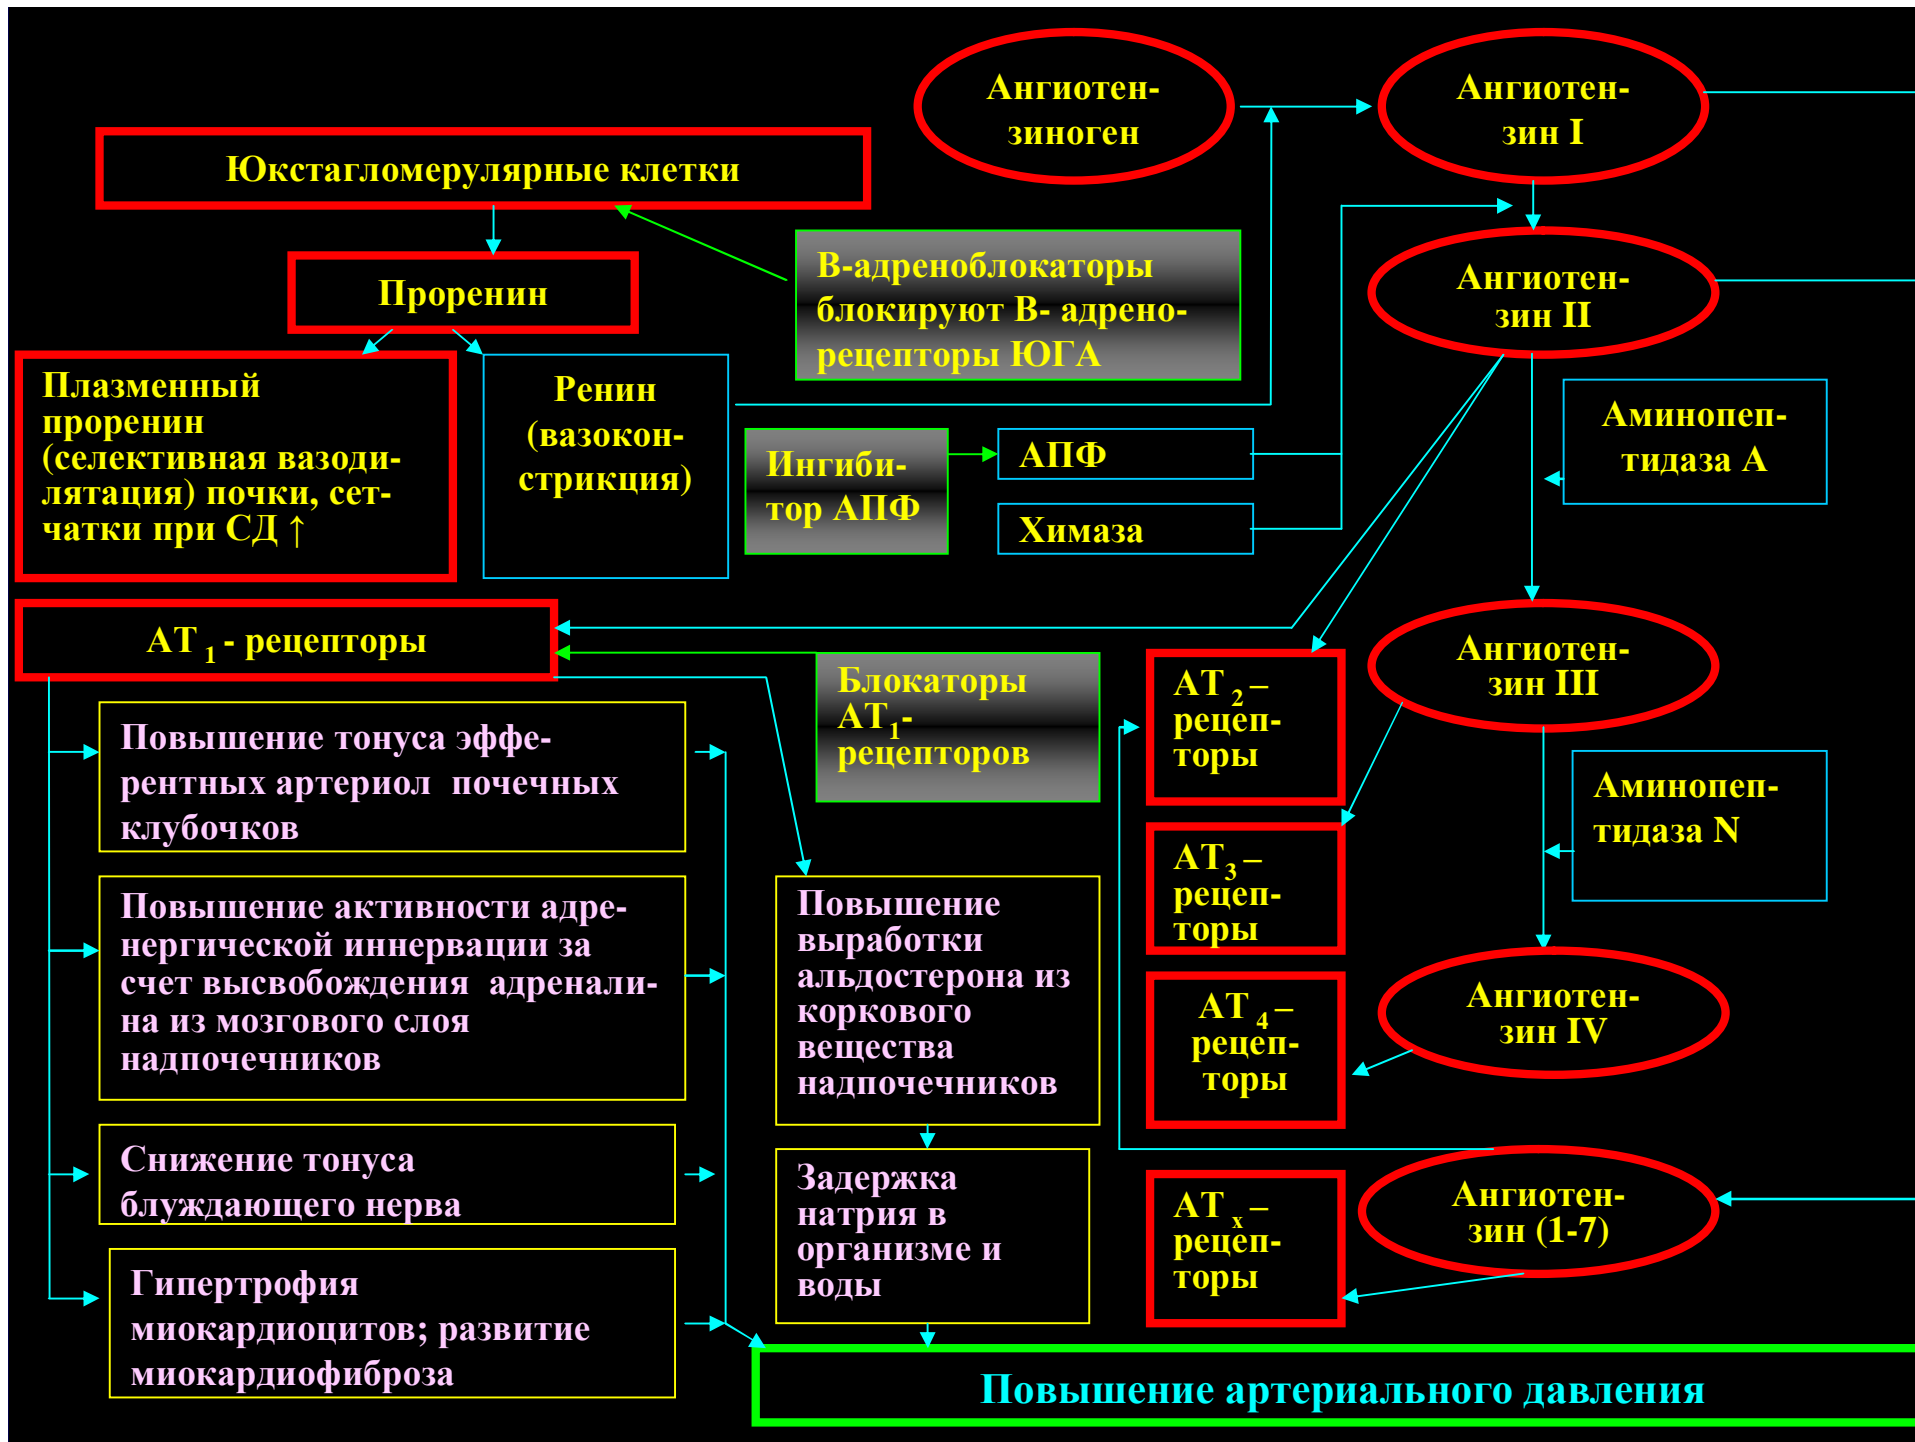 Ангиотен-
зиноген
Ангиотен-
зин I
Юкстагломерулярные клетки
В-адреноблокаторы
блокируют В- адрено-
рецепторы ЮГА
Ангиотен-
зин II
Проренин
Плазменный
проренин
(селективная вазоди-
лятация) почки, сет-
чатки при СД ↑
Ренин
(вазокон-
стрикция)
Ингиби-
тор АПФ
АПФ
Химаза
Аминопеп-
тидаза А
АТ 1 - рецепторы
Блокаторы
АТ1-
рецепторов
АТ 2 –
рецеп-
торы
Ангиотен-
зин III
Повышение тонуса эффе-
рентных артериол почечных
клубочков
Аминопеп-
тидаза N
АТ3 –
рецеп-
торы
Повышение активности адре-
нергической иннервации за
счет высвобождения адренали-
на из мозгового слоя
надпочечников
Повышение
выработки
альдостерона из
коркового
вещества
надпочечников
АТ 4 –
рецеп-
торы
Ангиотен-
зин IV
Снижение тонуса
блуждающего нерва
Задержка
натрия в
организме и
воды
АТ х –
рецеп-
торы
Ангиотен-
зин (1-7)
Гипертрофия
миокардиоцитов; развитие
миокардиофиброза
Повышение артериального давления